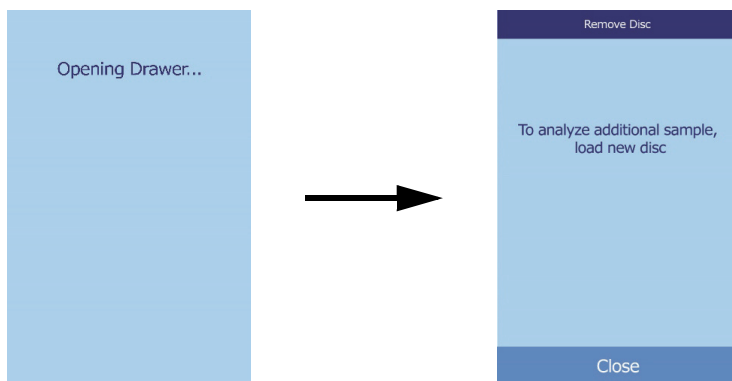 Opening Drawer...
Remove Disc
To analyze additional sample,
load new disc
Close